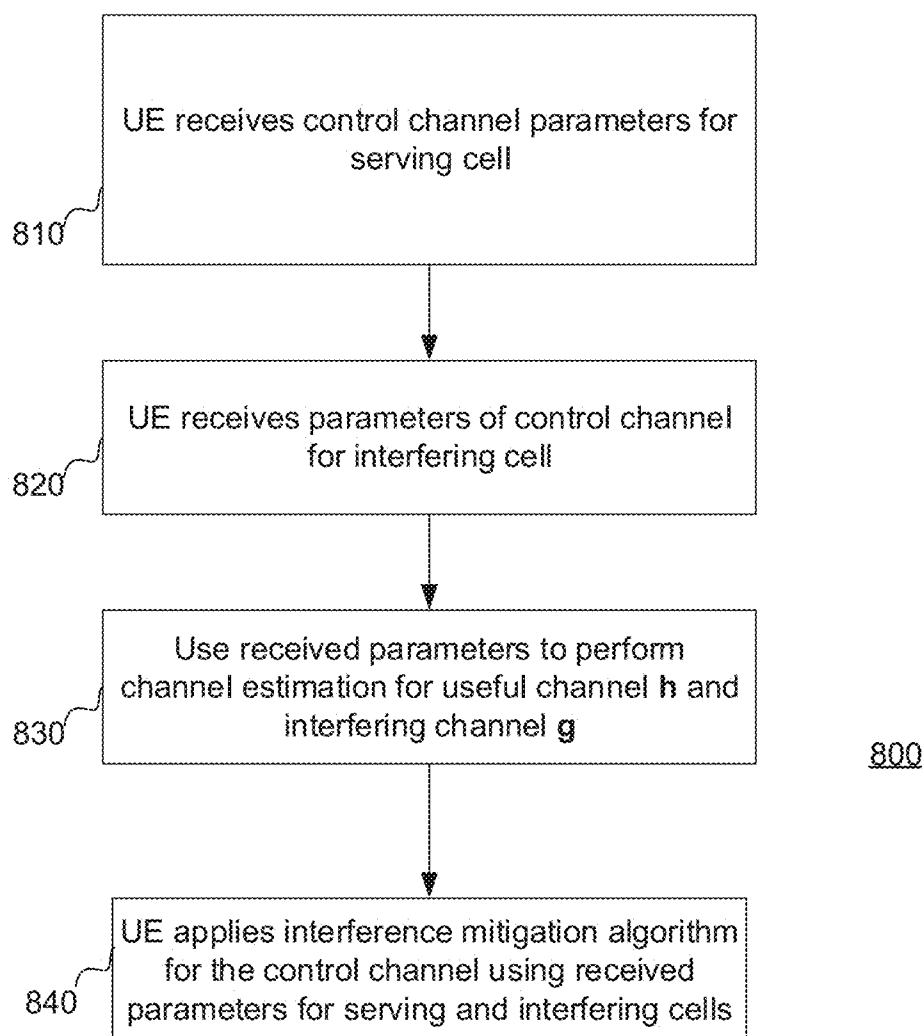 UE receives control channel parameters for
serving cell
810
UE receives parameters of control channel
for interfering cell
820
Use received parameters to perform
channel estimation for useful channel h and
interfering channel g
830
800
UE applies interference mitigation algorithm
for the control channel using received
parameters for serving and interfering cells
840